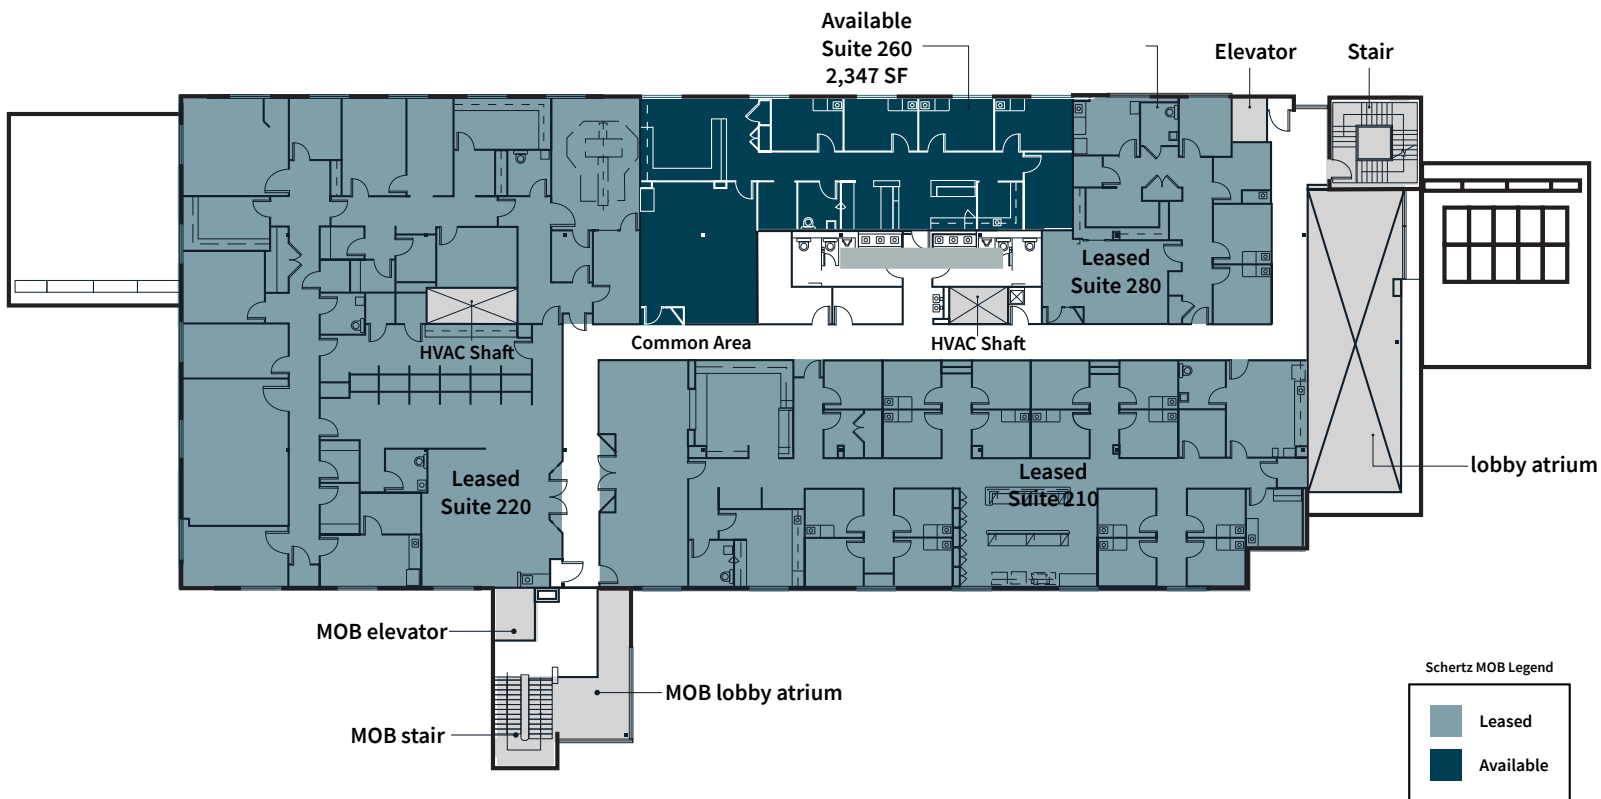 Available
Suite 260
2,347 SF
Elevator
Stair
Leased
Suite 280
HVAC Shaft
Common Area
HVAC Shaft
Leased
Suite 220
Leased
Suite 210
lobby atrium
MOB elevator
MOB lobby atrium
MOB stair
Schertz MOB Legend
Leased
Available